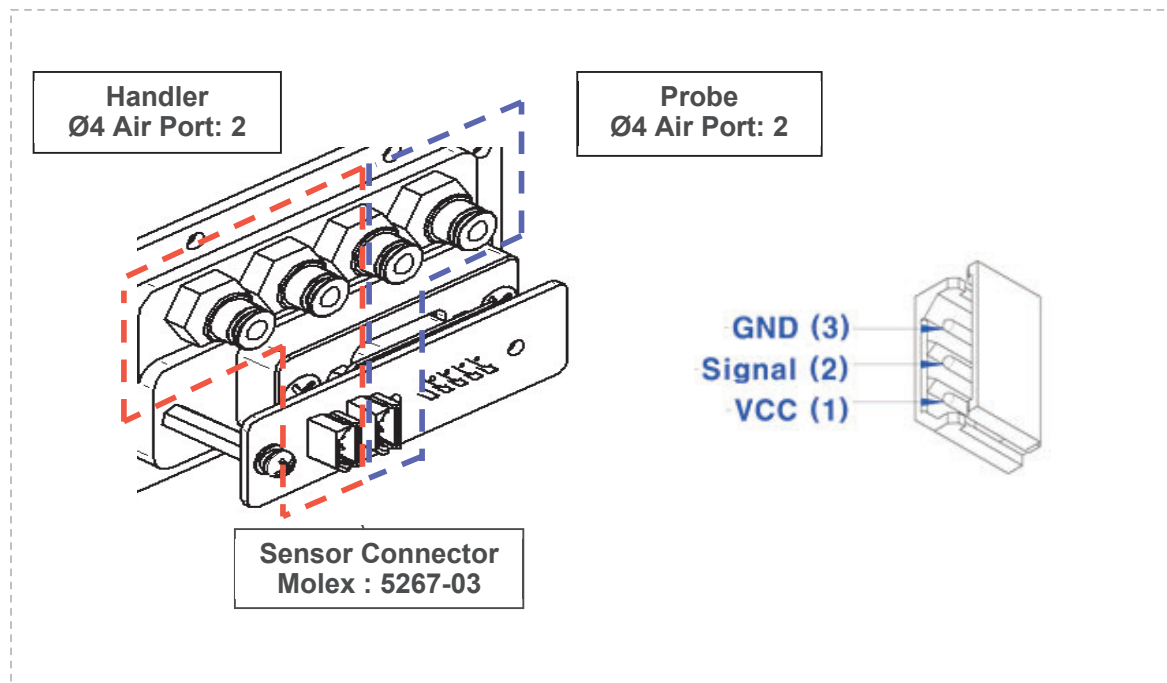 Handler
Ø4 Air Port: 2
Probe
Ø4 Air Port: 2
GND (3)
Signal (2)
VCC (1)
Sensor Connector
Molex : 5267-03